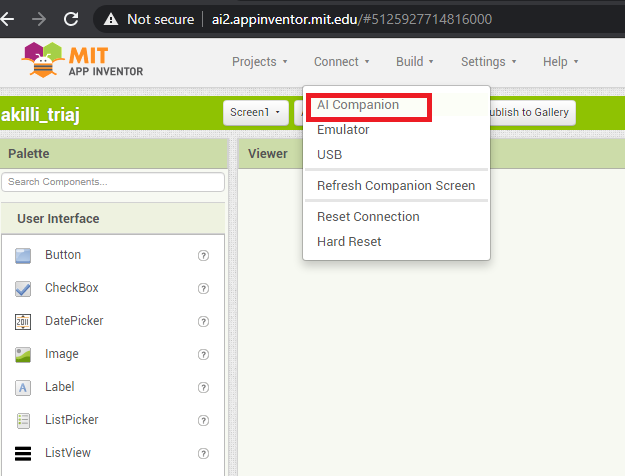 Not secure ai2.appinventor.mit.edu/#5125927714816000
MIT
APP INVENTOR
Projects Connect Build Settings Help
akilli_triaj Screen1 ublish to Gallery
AI Companion
Emulator
USB
Refresh Companion Screen
Reset Connection
Hard Reset
Palette
Viewer
Search Components...
User Interface
Button ?
CheckBox ?
2011 DatePicker ?
Image ?
A Label ?
ListPicker ?
ListView ?